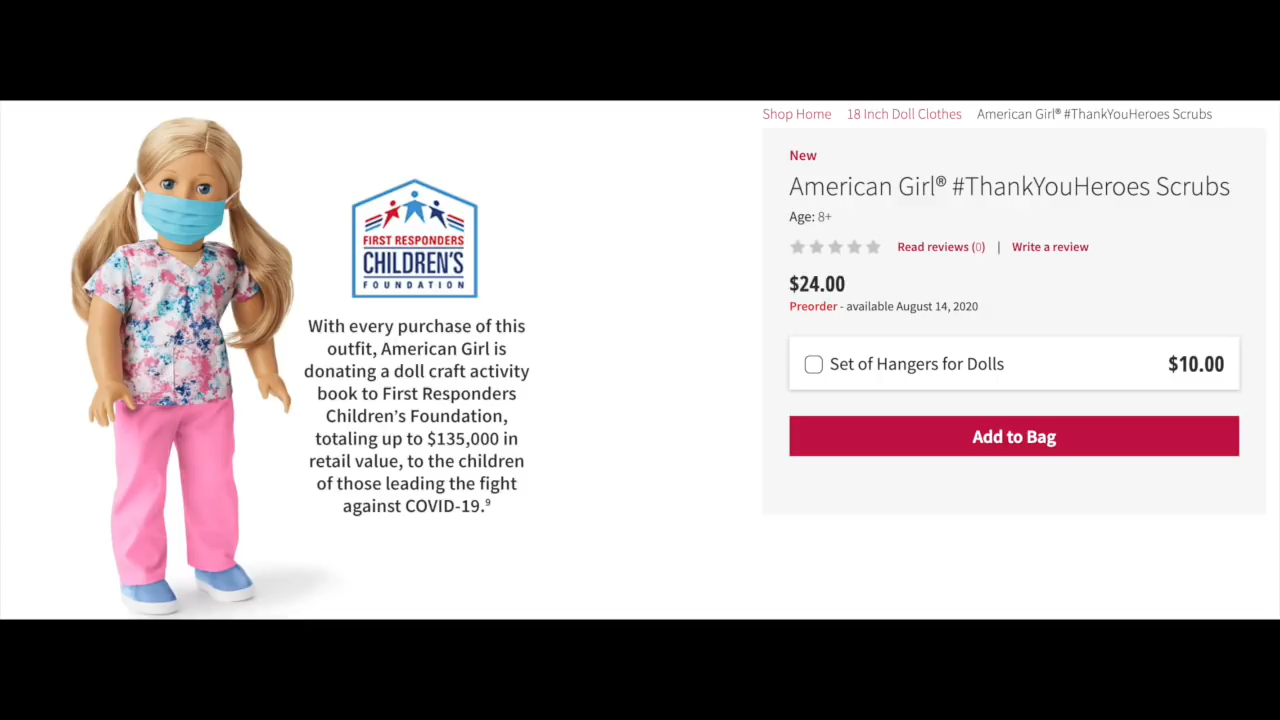 FIRST RESPONDERS
CHILDREN'S
FOUNDATION
With every purchase of this
outfit, American Girl is
donating a doll craft activity
book to First Responders
Children’s Foundation,
totaling up to $135,000 in
retail value, to the children
of those leading the fight
against COVID-19.⁹
Shop Home 18 Inch Doll Clothes American Girl® #ThankYouHeroes Scrubs
New
American Girl® #ThankYouHeroes Scrubs
Age: 8+
Read reviews (0) | Write a review
$24.00
Preorder - available August 14, 2020
Set of Hangers for Dolls $10.00
Add to Bag